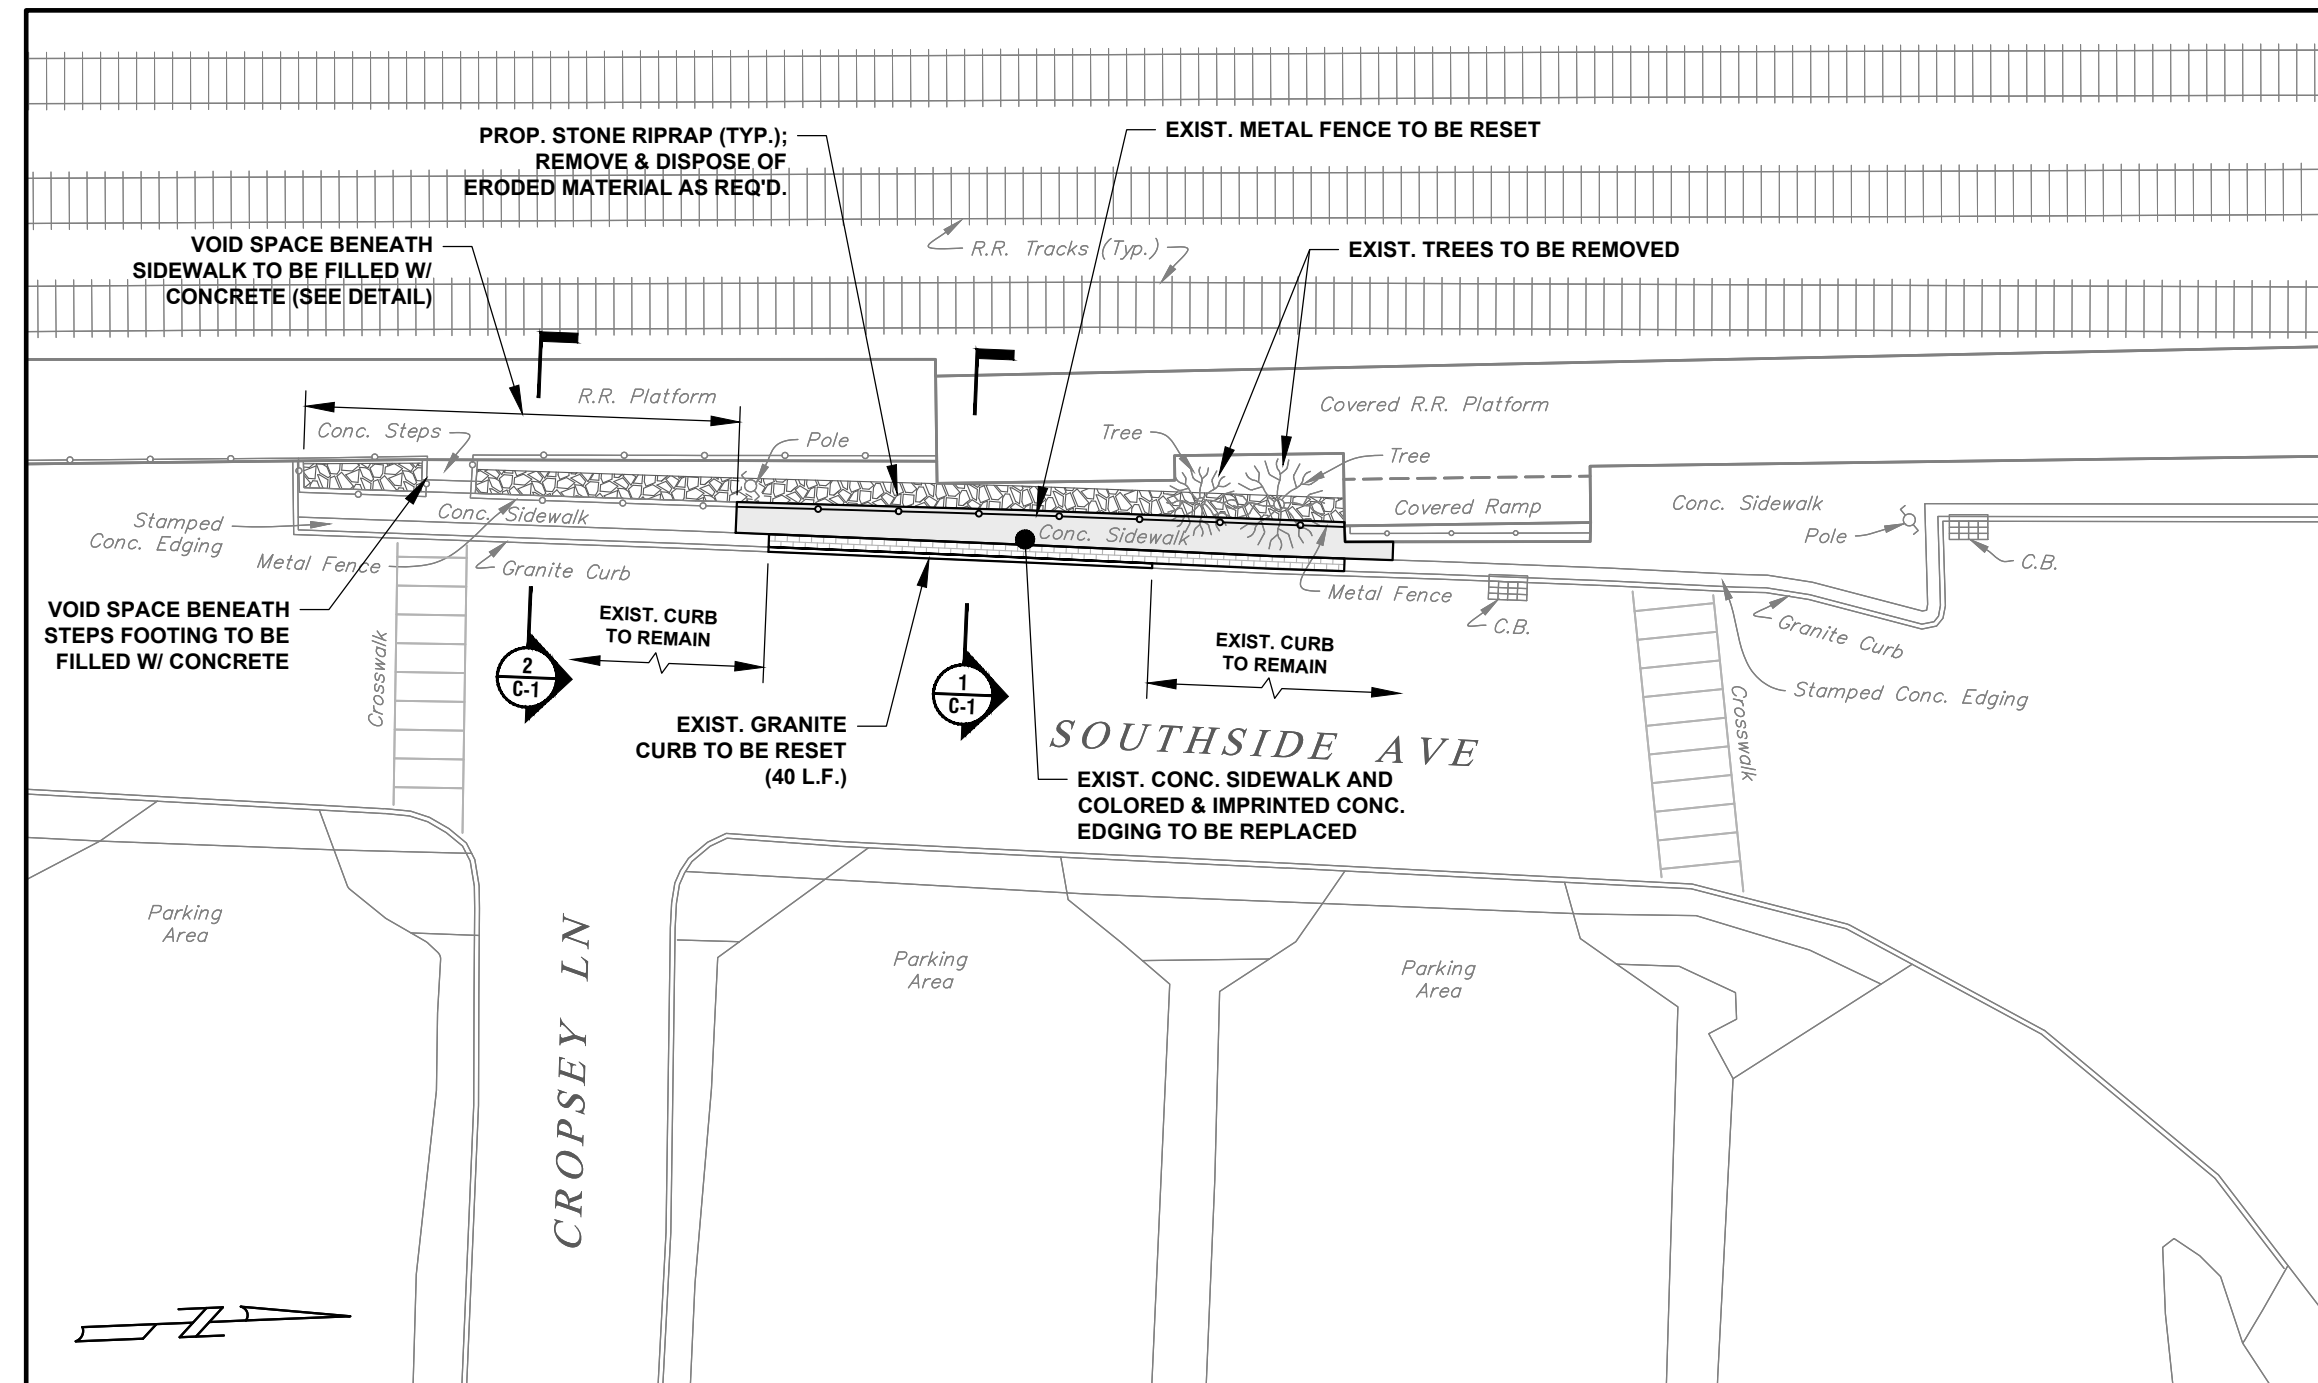 PROP. STONE RIPRAP (TYP.);
REMOVE & DISPOSE OF
ERODED MATERIAL AS REQ'D.
EXIST. METAL FENCE TO BE RESET
VOID SPACE BENEATH
SIDEWALK TO BE FILLED W/
CONCRETE (SEE DETAIL)
R.R. Tracks (Typ.)
EXIST. TREES TO BE REMOVED
R.R. Platform
Covered R.R. Platform
Conc. Steps
Pole
Tree
Tree
Stamped
Conc. Edging
Conc. Sidewalk
Conc. Sidewalk
Covered Ramp
Conc. Sidewalk
Pole
C.B.
Metal Fence
Granite Curb
Metal Fence
C.B.
Granite Curb
VOID SPACE BENEATH
STEPS FOOTING TO BE
FILLED W/ CONCRETE
EXIST. CURB
TO REMAIN
EXIST. CURB
TO REMAIN
Crosswalk
2
C-1
1
C-1
Stamped Conc. Edging
Crosswalk
EXIST. GRANITE
CURB TO BE RESET
(40 L.F.)
SOUTHSIDE AVE
EXIST. CONC. SIDEWALK AND
COLORED & IMPRINTED CONC.
EDGING TO BE REPLACED
Parking
Area
CROPSEY LN
Parking
Area
Parking
Area
N